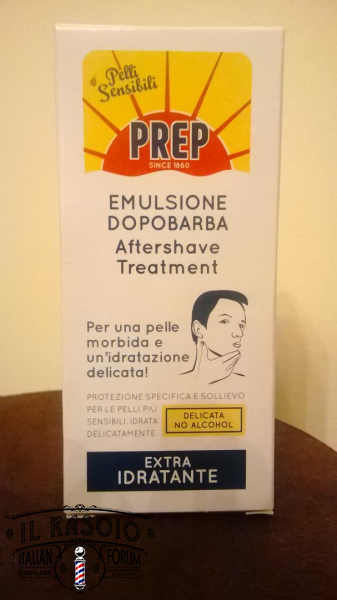 Pelli
Sensibili
PREP
SINCE 1860
EMULSIONE
DOPOBARBA
Aftershave
Treatment
Per una pelle
morbida e
un'idratazione
delicata!
PROTEZIONE SPECIFICA E SOLLIEVO
PER LE PELLI PIÙ
SENSIBILI. IDRATA
DELICATAMENTE.
DELICATA
NO ALCOHOL
EXTRA
IDRATANTE
IL RASOIO
ITALIAN FORUM